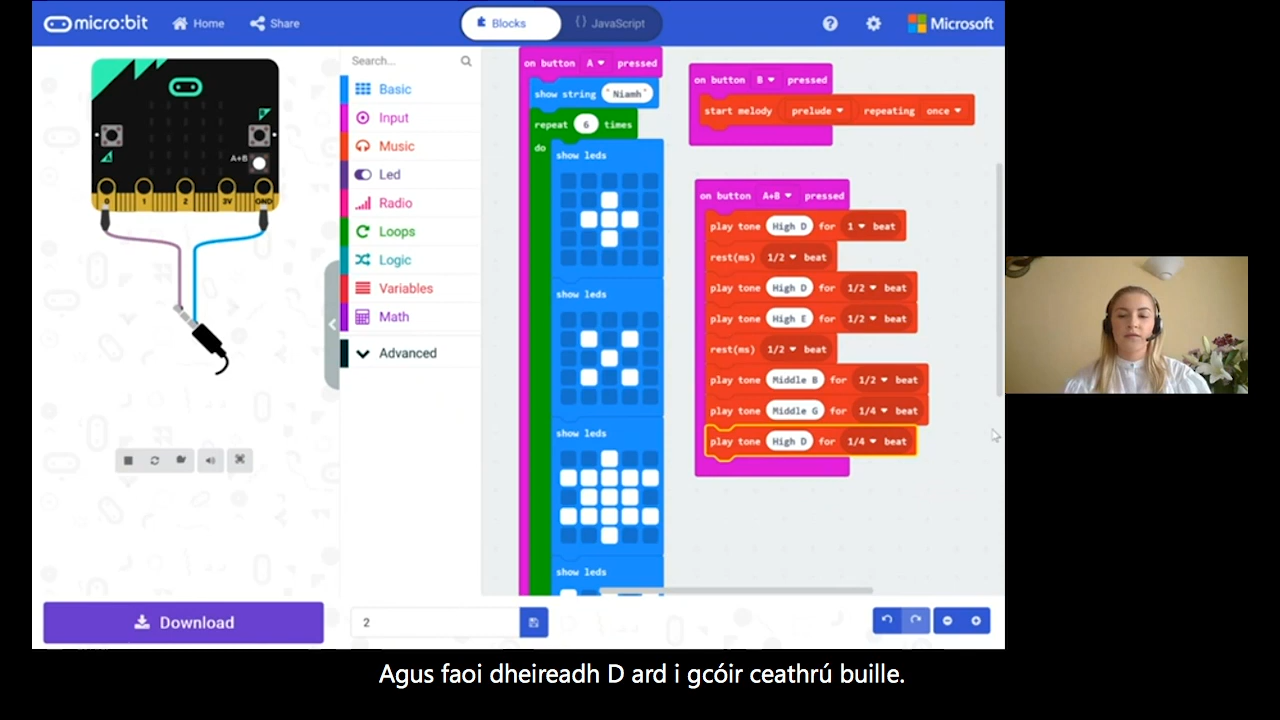 micro:bit
Home
Share
Blocks
{ } JavaScript
?
Microsoft
A
B
A+B
0 1 2 3V GND
Search...
Basic
Input
Music
Led
Radio
Loops
Logic
Variables
Math
Advanced
on button A pressed
show string "Niamh"
repeat 6 times
do
show leds
show leds
show leds
show leds
on button B pressed
start melody prelude repeating once
on button A+B pressed
play tone High D for 1 beat
rest(ms) 1/2 beat
play tone High D for 1/2 beat
play tone High E for 1/2 beat
rest(ms) 1/2 beat
play tone Middle B for 1/2 beat
play tone Middle G for 1/4 beat
play tone High D for 1/4 beat
Download
2
Agus faoi dheireadh D ard i gcóir ceathrú buille.